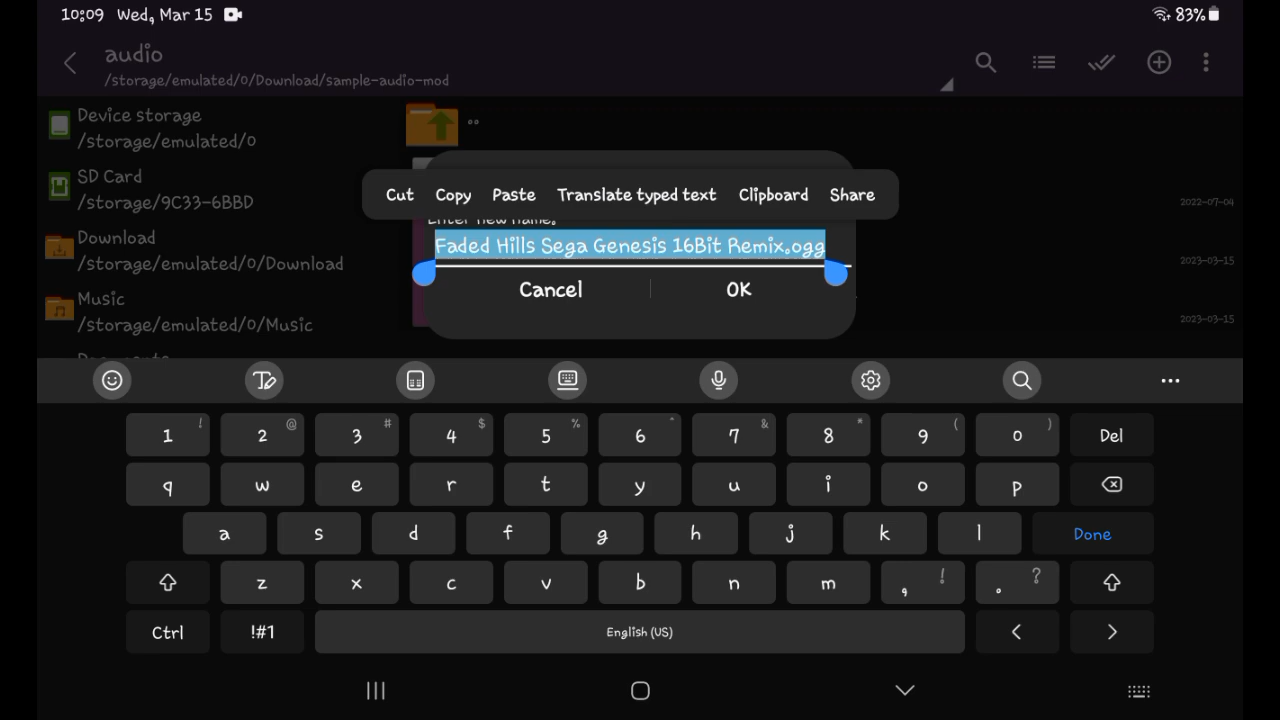 10:09 Wed, Mar 15 83%
audio
/storage/emulated/0/Download/sample-audio-mod
Device storage
/storage/emulated/0
..
SD Card
/storage/9C33-6BBD
Cut Copy Paste Translate typed text Clipboard Share
2022-07-04
Enter new name:
Download
/storage/emulated/0/Download
Faded Hills Sega Genesis 16Bit Remix.ogg
2023-03-15
Cancel OK
Music
/storage/emulated/0/Music
2023-03-15
Documents
1 ! 2 @ 3 # 4 $ 5 % 6 ^ 7 & 8 * 9 ( 0 ) Del
q w e r t y u i o p
a s d f g h j k l Done
z x c v b n m , ! . ?
Ctrl !#1 English (US) < >